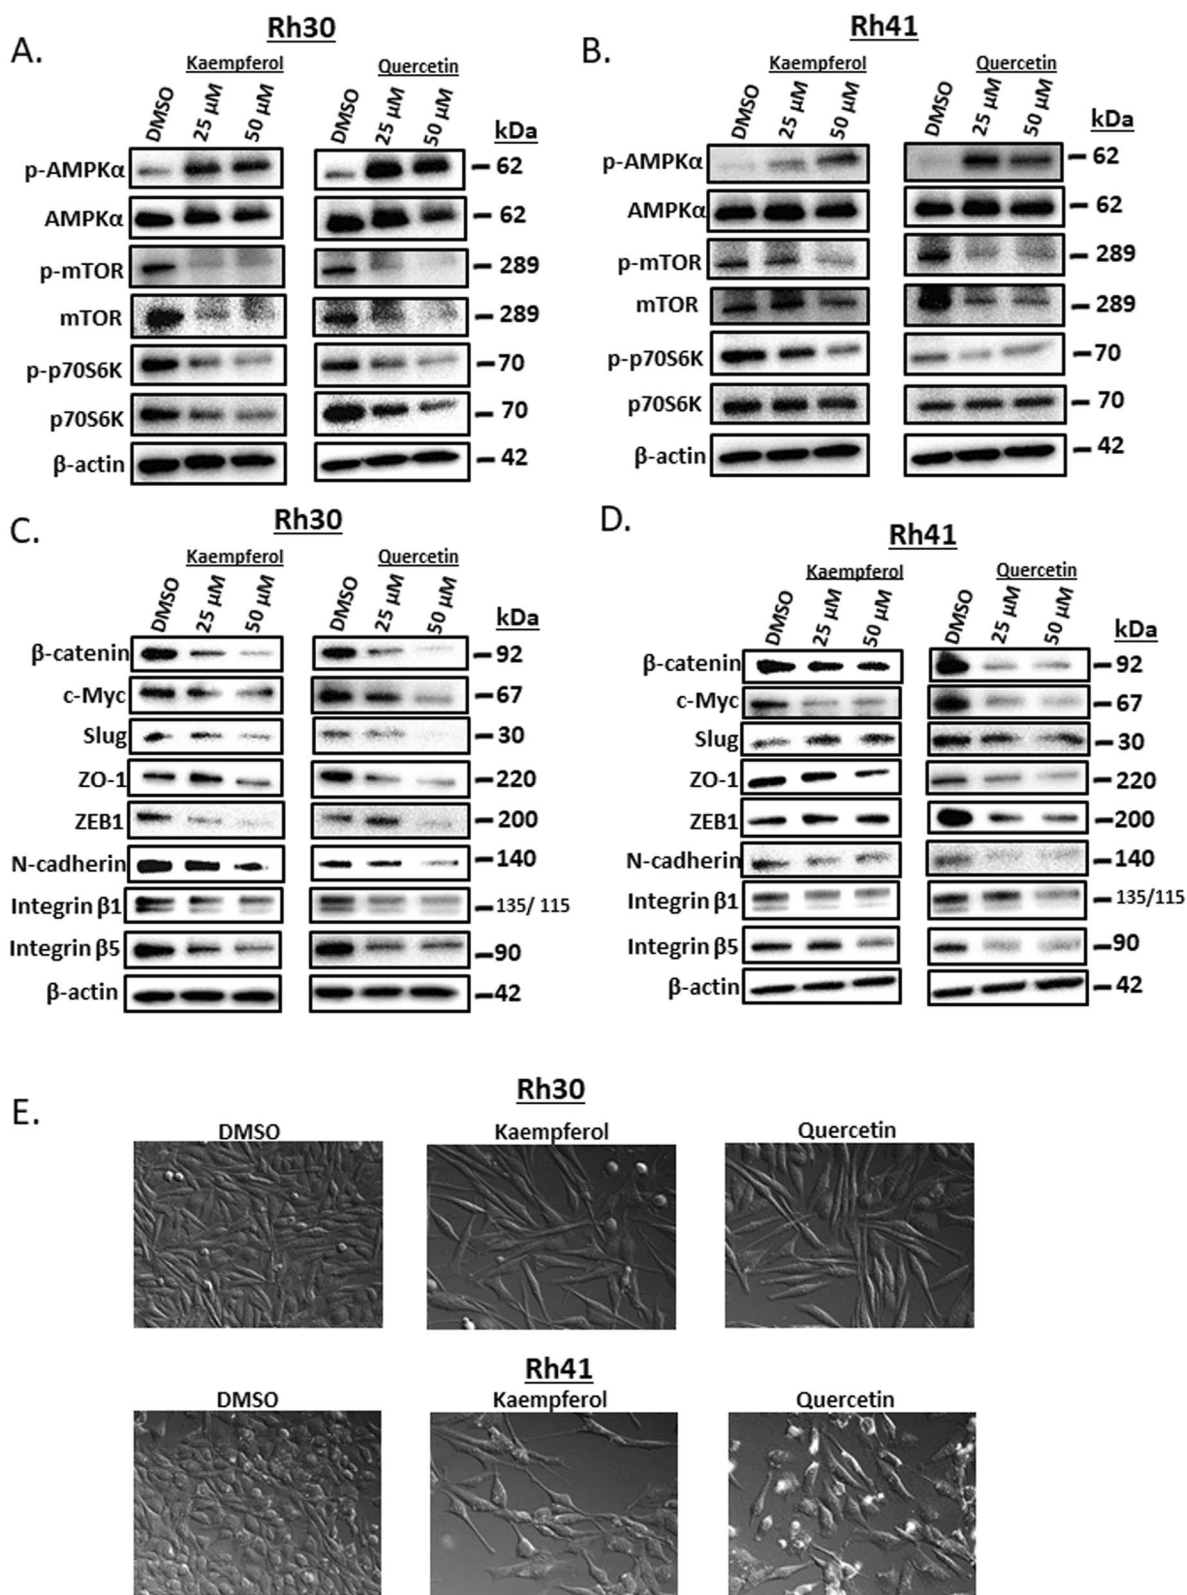 A.
Rh30
Kaempferol
Quercetin
DMSO
25 µM
50 µM
DMSO
25 µM
50 µM
kDa
p-AMPKα
62
AMPKα
62
p-mTOR
289
mTOR
289
p-p70S6K
70
p70S6K
70
β-actin
42
B.
Rh41
Kaempferol
Quercetin
DMSO
25 µM
50 µM
DMSO
25 µM
50 µM
kDa
p-AMPKα
62
AMPKα
62
p-mTOR
289
mTOR
289
p-p70S6K
70
p70S6K
70
β-actin
42
C.
Rh30
Kaempferol
Quercetin
DMSO
25 µM
50 µM
DMSO
25 µM
50 µM
kDa
β-catenin
92
c-Myc
67
Slug
30
ZO-1
220
ZEB1
200
N-cadherin
140
Integrin β1
135/ 115
Integrin β5
90
β-actin
42
D.
Rh41
Kaempferol
Quercetin
DMSO
25 µM
50 µM
DMSO
25 µM
50 µM
kDa
β-catenin
92
c-Myc
67
Slug
30
ZO-1
220
ZEB1
200
N-cadherin
140
Integrin β1
135/115
Integrin β5
90
β-actin
42
E.
Rh30
DMSO
Kaempferol
Quercetin
Rh41
DMSO
Kaempferol
Quercetin